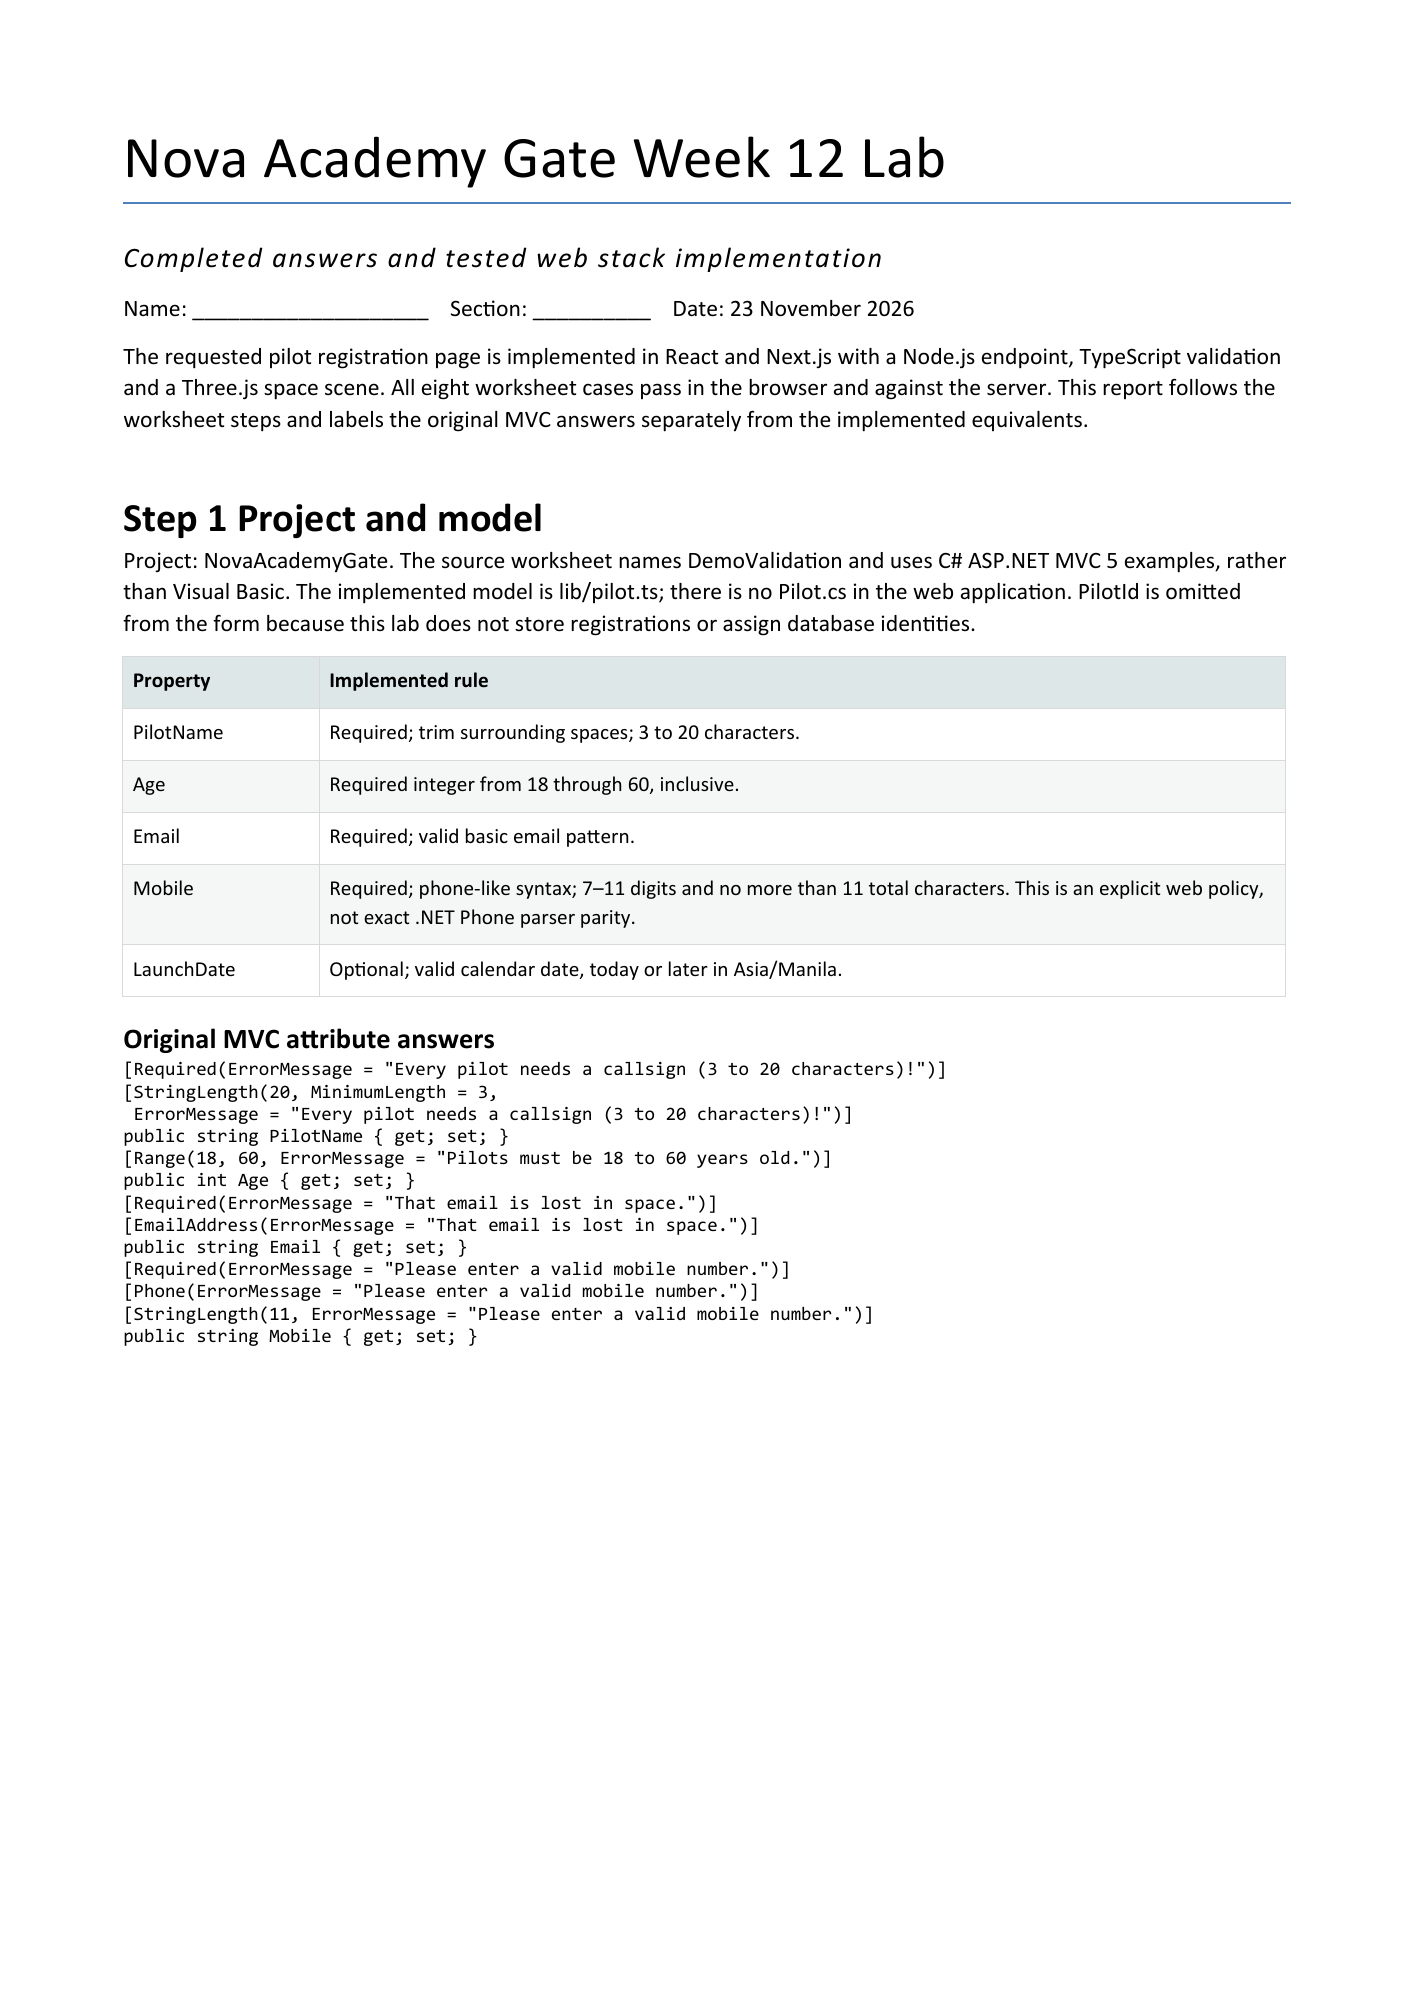 Nova Academy Gate Week 12 Lab
Completed answers and tested web stack implementation
Name: ____________________ Section: __________ Date: 23 November 2026
The requested pilot registration page is implemented in React and Next.js with a Node.js endpoint, TypeScript validation
and a Three.js space scene. All eight worksheet cases pass in the browser and against the server. This report follows the
worksheet steps and labels the original MVC answers separately from the implemented equivalents.
Step 1 Project and model
Project: NovaAcademyGate. The source worksheet names DemoValidation and uses C# ASP.NET MVC 5 examples, rather
than Visual Basic. The implemented model is lib/pilot.ts; there is no Pilot.cs in the web application. PilotId is omitted
from the form because this lab does not store registrations or assign database identities.
Property Implemented rule
PilotName Required; trim surrounding spaces; 3 to 20 characters.
Age Required integer from 18 through 60, inclusive.
Email Required; valid basic email pattern.
Mobile Required; phone-like syntax; 7–11 digits and no more than 11 total characters. This is an explicit web policy,
not exact .NET Phone parser parity.
LaunchDate Optional; valid calendar date, today or later in Asia/Manila.
Original MVC attribute answers
[Required(ErrorMessage = "Every pilot needs a callsign (3 to 20 characters)!")]
[StringLength(20, MinimumLength = 3,
 ErrorMessage = "Every pilot needs a callsign (3 to 20 characters)!")]
public string PilotName { get; set; }
[Range(18, 60, ErrorMessage = "Pilots must be 18 to 60 years old.")]
public int Age { get; set; }
[Required(ErrorMessage = "That email is lost in space.")]
[EmailAddress(ErrorMessage = "That email is lost in space.")]
public string Email { get; set; }
[Required(ErrorMessage = "Please enter a valid mobile number.")]
[Phone(ErrorMessage = "Please enter a valid mobile number.")]
[StringLength(11, ErrorMessage = "Please enter a valid mobile number.")]
public string Mobile { get; set; }